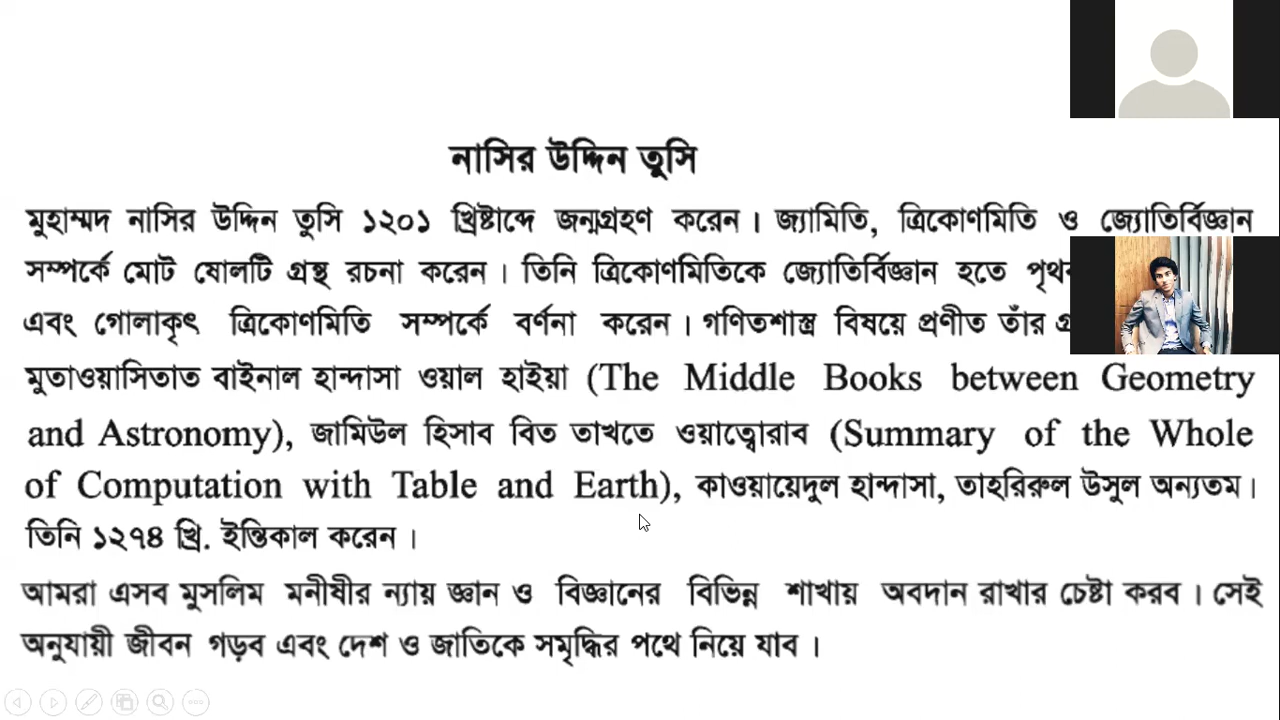 নাসির উদ্দিন তুসি
মুহাম্মদ নাসির উদ্দিন তুসি ১২০১ খ্রিষ্টাব্দে জন্মগ্রহণ করেন। জ্যামিতি, ত্রিকোণমিতি ও জ্যোতির্বিজ্ঞান
সম্পর্কে মোট ষোলটি গ্রন্থ রচনা করেন। তিনি ত্রিকোণমিতিকে জ্যোতির্বিজ্ঞান হতে
এবং গোলাকৃৎ ত্রিকোণমিতি সম্পর্কে বর্ণনা করেন। গণিতশাস্ত্র বিষয়ে প্রণীত তাঁর
মুতাওয়াসিতাত বাইনাল হান্দাসা ওয়াল হাইয়া (The Middle Books between Geometry
and Astronomy), জামিউল হিসাব বিত তাখতে ওয়াত্বোরাব (Summary of the Whole
of Computation with Table and Earth), কাওয়ায়েদুল হান্দাসা, তাহরিরুল উসুল অন্যতম।
তিনি ১২৭৪ খ্রি. ইন্তিকাল করেন।
আমরা এসব মুসলিম মনীষীর ন্যায় জ্ঞান ও বিজ্ঞানের বিভিন্ন শাখায় অবদান রাখার চেষ্টা করব। সেই
অনুযায়ী জীবন গড়ব এবং দেশ ও জাতিকে সমৃদ্ধির পথে নিয়ে যাব।